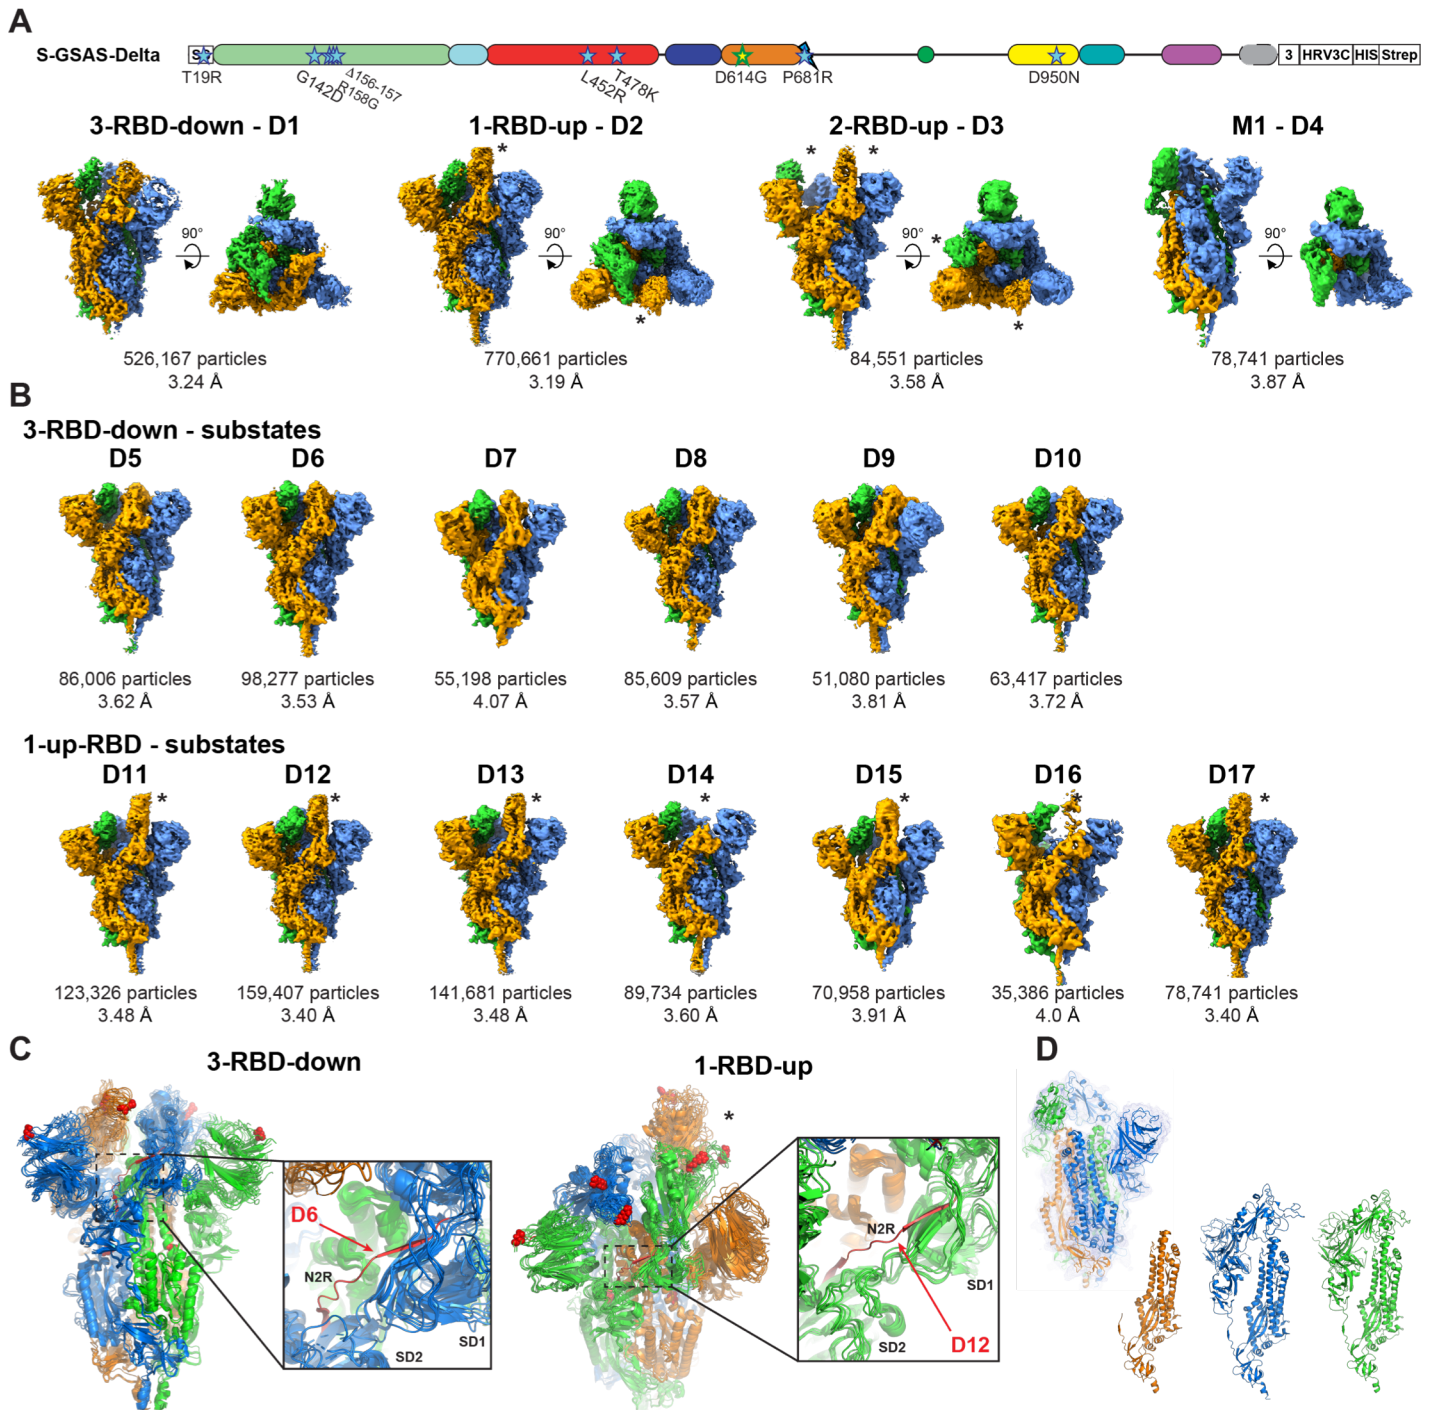 A
S-GSAS-Delta
3 HRV3C HIS Strep
T19R
G142D
Δ156-157
R158G
L452R
T478K
D614G
P681R
D950N
3-RBD-down - D1
1-RBD-up - D2
2-RBD-up - D3
M1 - D4
*
* *
90°
90°
90°
90°
*
*
*
526,167 particles
3.24 Å
770,661 particles
3.19 Å
84,551 particles
3.58 Å
78,741 particles
3.87 Å
B
3-RBD-down - substates
D5
D6
D7
D8
D9
D10
86,006 particles
3.62 Å
98,277 particles
3.53 Å
55,198 particles
4.07 Å
85,609 particles
3.57 Å
51,080 particles
3.81 Å
63,417 particles
3.72 Å
1-up-RBD - substates
D11
D12
D13
D14
D15
D16
D17
* * * * * * *
123,326 particles
3.48 Å
159,407 particles
3.40 Å
141,681 particles
3.48 Å
89,734 particles
3.60 Å
70,958 particles
3.91 Å
35,386 particles
4.0 Å
78,741 particles
3.40 Å
C
3-RBD-down
D6
N2R
SD1
SD2
1-RBD-up
*
N2R
SD1
SD2
D12
D